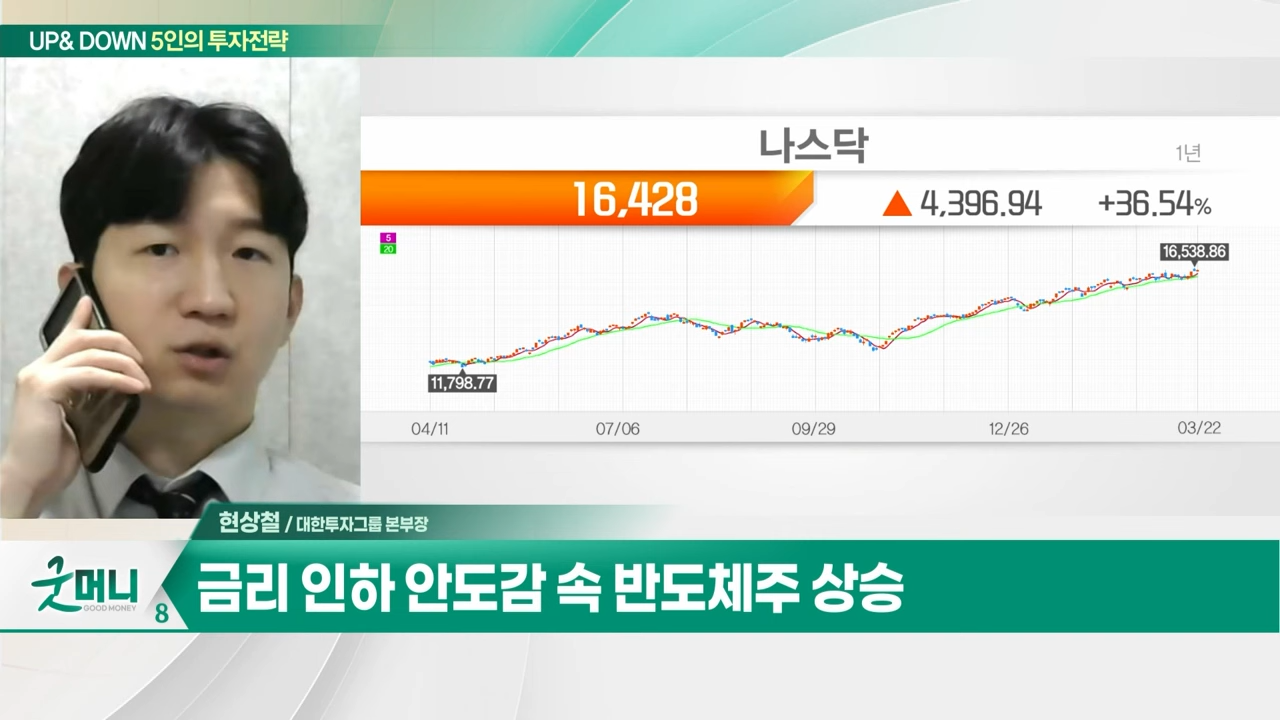 UP& DOWN 5인의 투자전략
나스닥
1년
16,428 ▲ 4,396.94 +36.54%
5
20
16,538.86
11,798.77
04/11 07/06 09/29 12/26 03/22
현상철 / 대한투자그룹 본부장
굿머니
GOOD MONEY
8
금리 인하 안도감 속 반도체주 상승